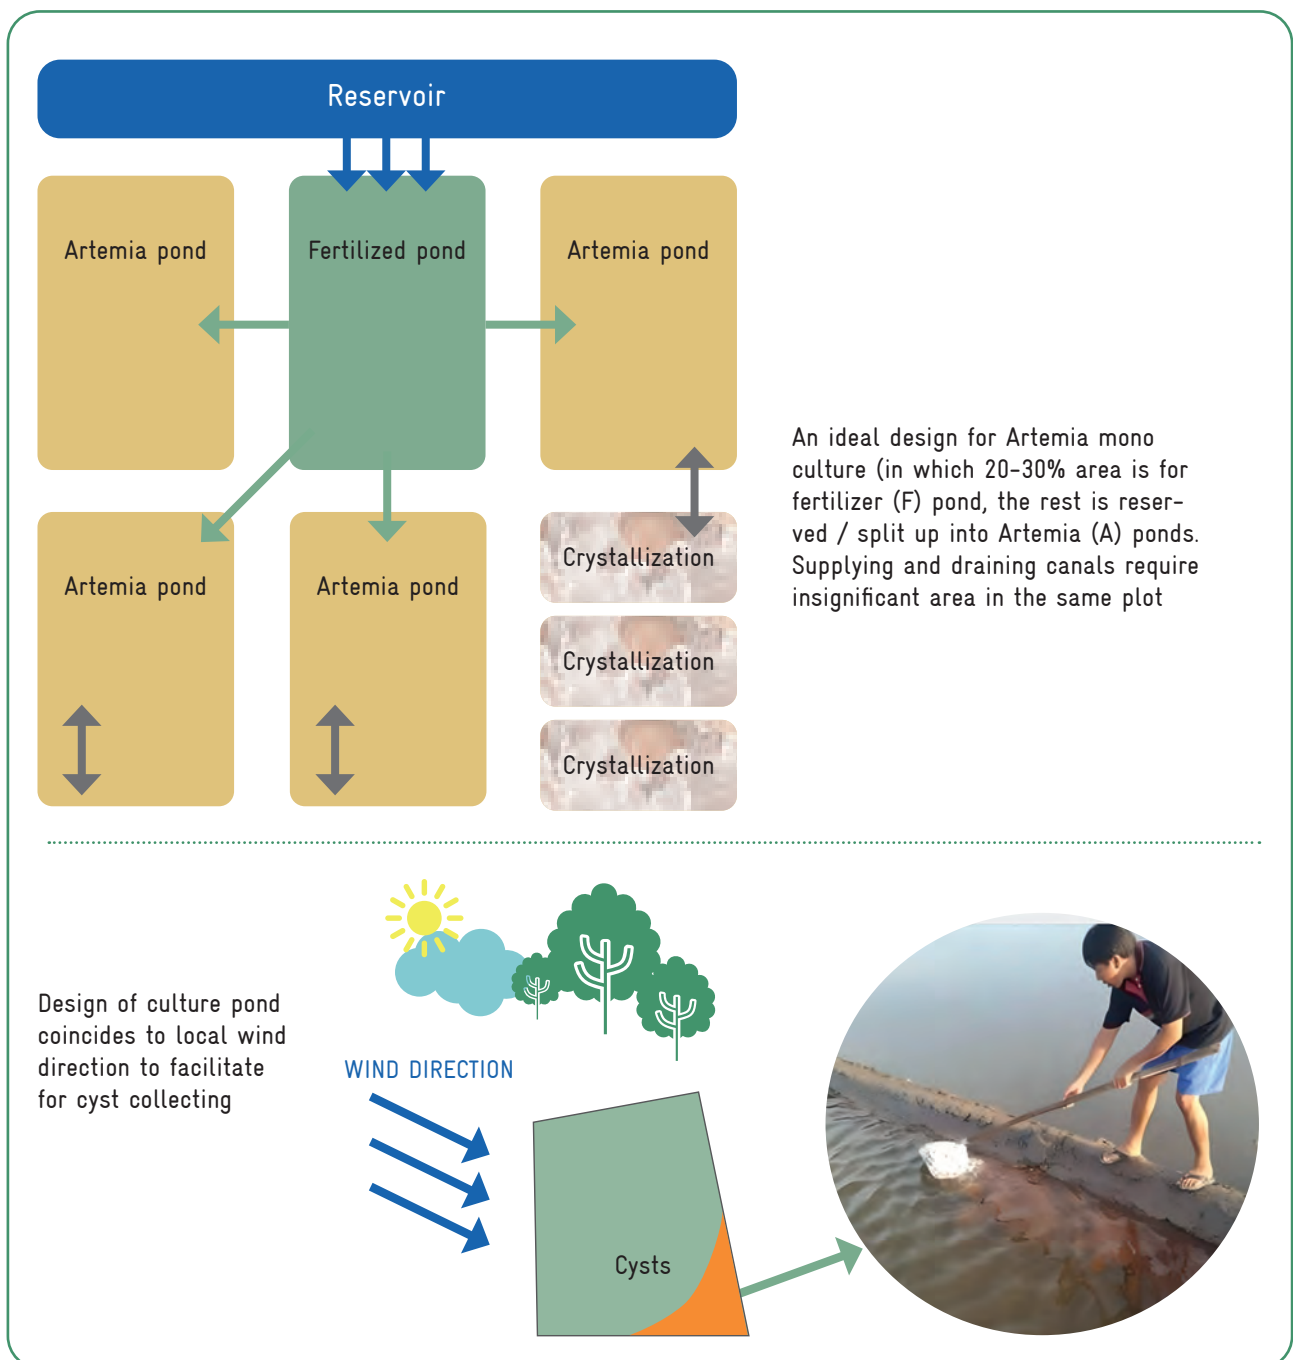 Reservoir
Artemia pond
Fertilized pond
Artemia pond
An ideal design for Artemia mono
culture (in which 20-30% area is for
fertilizer (F) pond, the rest is reser-
ved / split up into Artemia (A) ponds.
Supplying and draining canals require
insignificant area in the same plot
Artemia pond
Artemia pond
Crystallization
Crystallization
Crystallization
Design of culture pond
coincides to local wind
direction to facilitate
for cyst collecting
WIND DIRECTION
Cysts